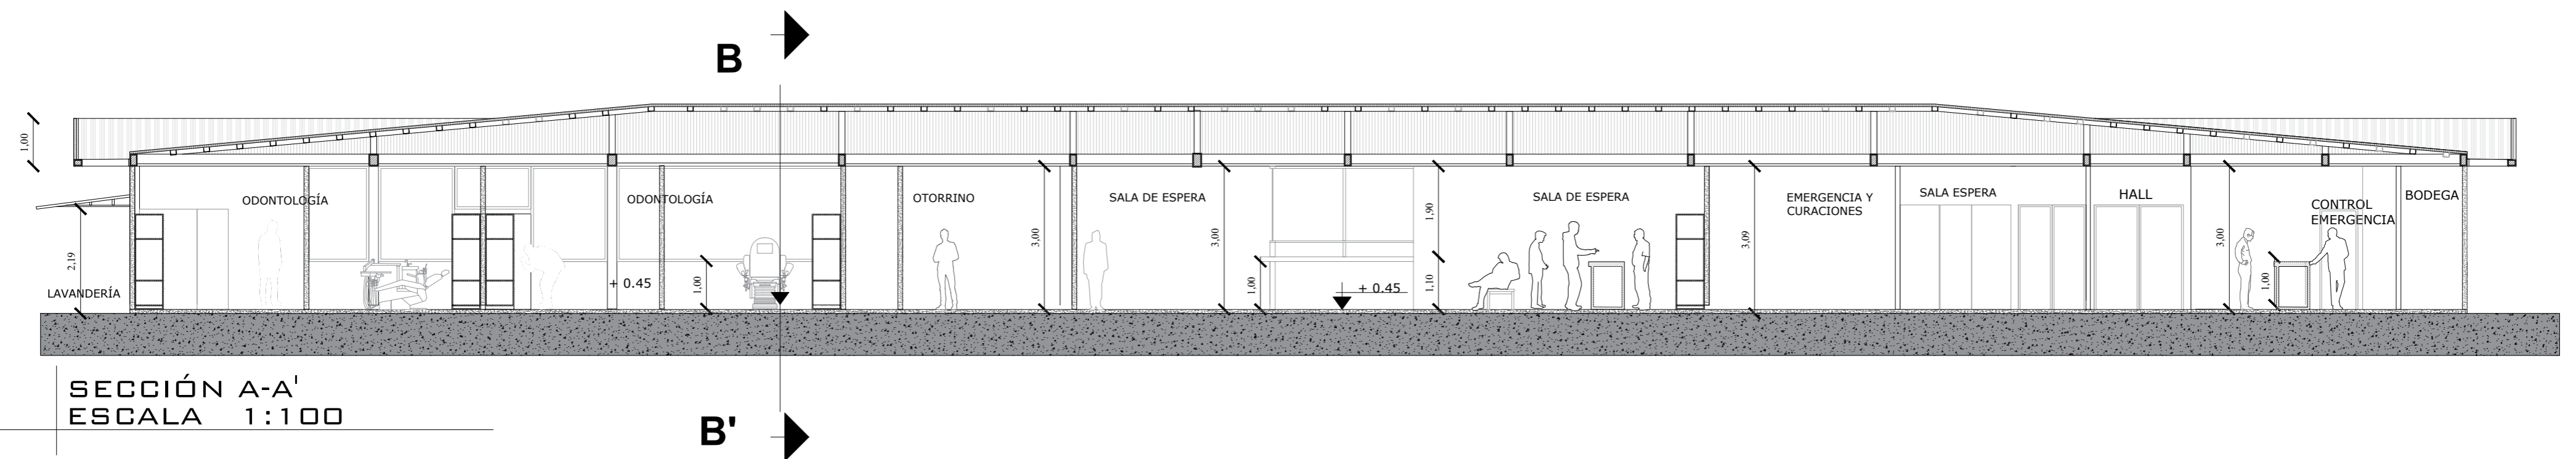 B
1,00
ODONTOLOGÍA
ODONTOLOGÍA
OTORRINO
SALA DE ESPERA
SALA DE ESPERA
EMERGENCIA Y
CURACIONES
SALA ESPERA
HALL
CONTROL
EMERGENCIA
BODEGA
2,19
LAVANDERÍA
+ 0.45
1,00
3,00
3,00
1,00
+ 0.45
1,90
1,10
3,09
3,00
1,00
SECCIÓN A-A'
ESCALA 1:100
B'